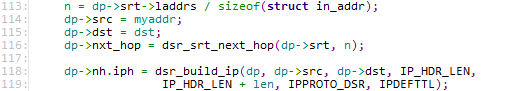 113:     n = dp->srt->laddrs / sizeof(struct in_addr);
114:     dp->src = myaddr;
115:     dp->dst = dst;
116:     dp->nxt_hop = dsr_srt_next_hop(dp->srt, n);
117:
118:     dp->nh.iph = dsr_build_ip(dp, dp->src, dp->dst, IP_HDR_LEN,
119:                   IP_HDR_LEN + len, IPPROTO_DSR, IPDEFTTL);